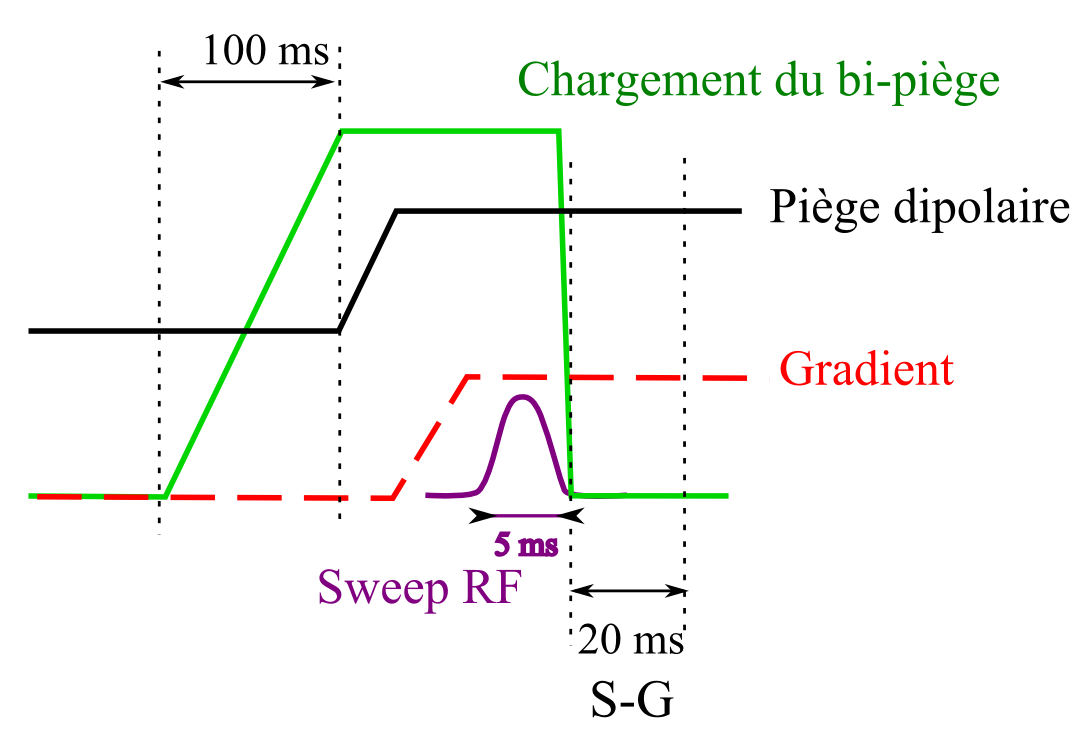 100 ms
Chargement du bi-piège
Piège dipolaire
Gradient
5 ms
Sweep RF
20 ms
S-G